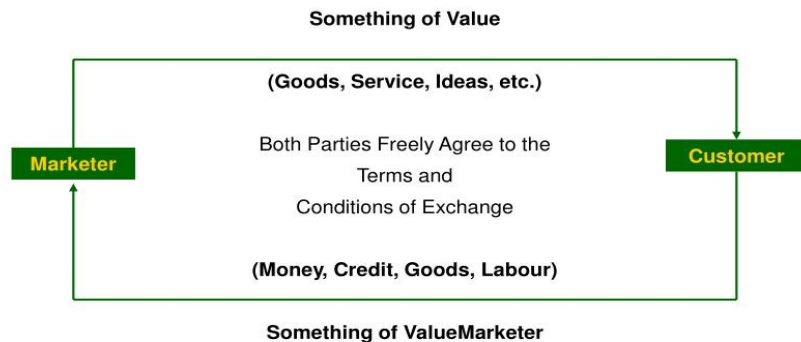 Something of Value
(Goods, Service, Ideas, etc.)
Both Parties Freely Agree to the
Marketer
Customer
Terms and
Conditions of Exchange
(Money, Credit, Goods, Labour)
Something of ValueMarketer